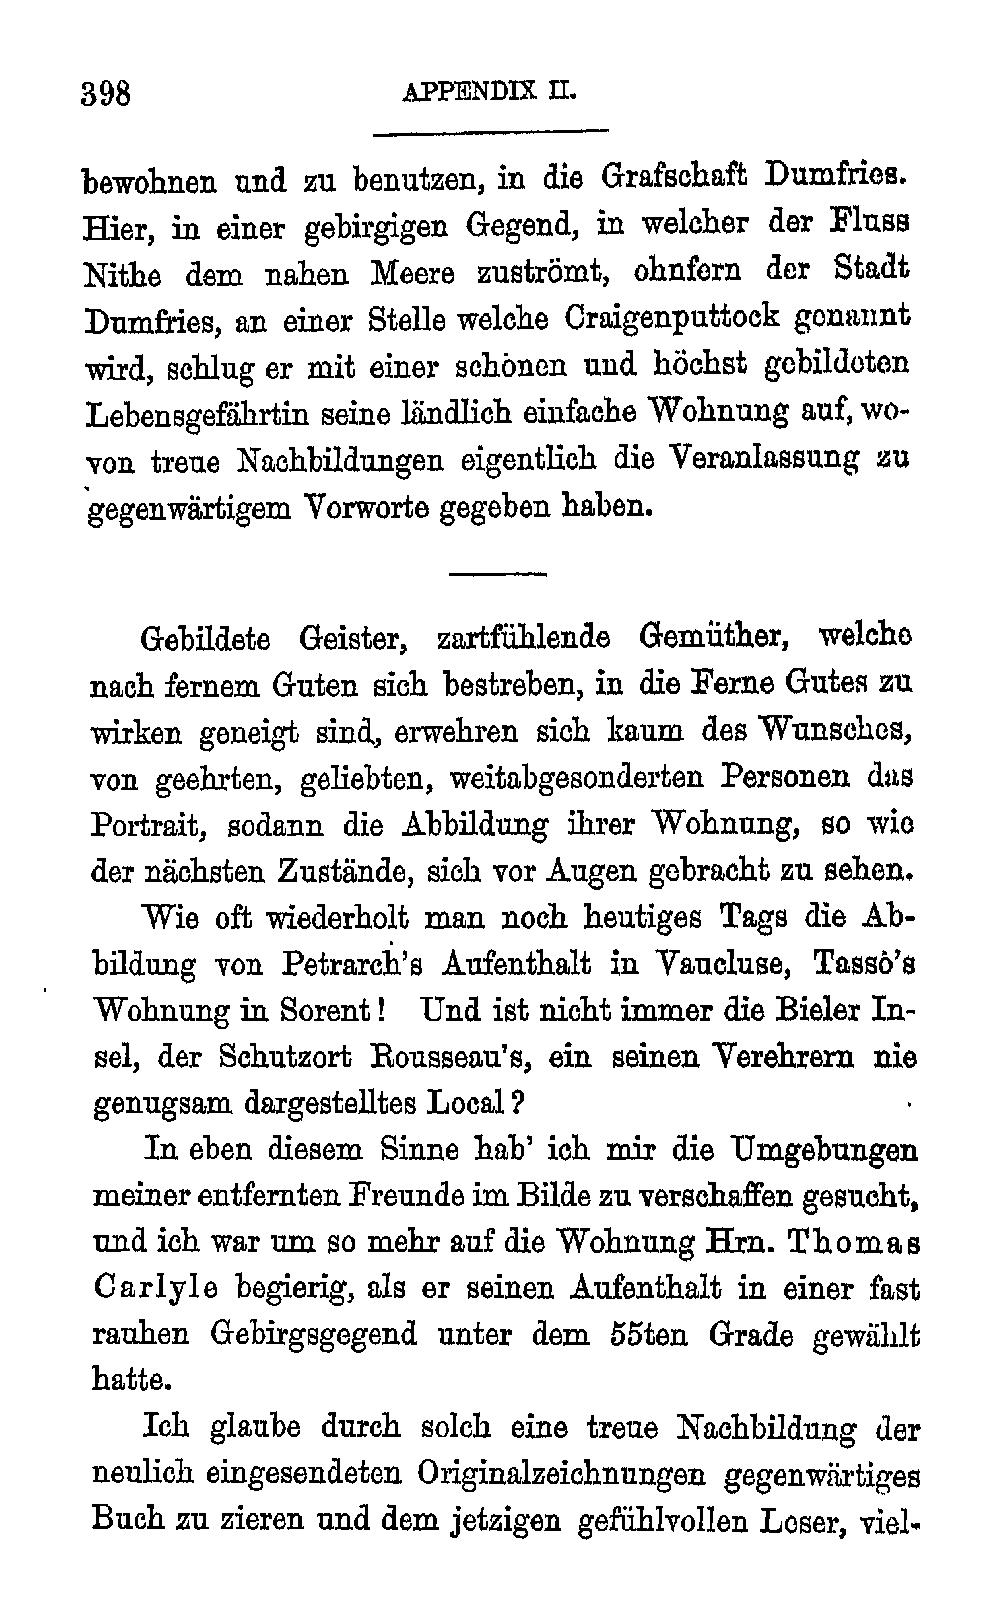 398 APPENDIX II.
bewohnen und zu benutzen, in die Grafschaft Dumfries.
Hier, in einer gebirgigen Gegend, in welcher der Fluss
Nithe dem nahen Meere zuströmt, ohnfern der Stadt
Dumfries, an einer Stelle welche Craigenputtock genannt
wird, schlug er mit einer schönen und höchst gebildeten
Lebensgefährtin seine ländlich einfache Wohnung auf, wo-
von treue Nachbildungen eigentlich die Veranlassung zu
gegenwärtigem Vorworte gegeben haben.
Gebildete Geister, zartfühlende Gemüther, welche
nach fernem Guten sich bestreben, in die Ferne Gutes zu
wirken geneigt sind, erwehren sich kaum des Wunsches,
von geehrten, geliebten, weitabgesonderten Personen das
Portrait, sodann die Abbildung ihrer Wohnung, so wie
der nächsten Zustände, sich vor Augen gebracht zu sehen.
Wie oft wiederholt man noch heutiges Tags die Ab-
bildung von Petrarch's Aufenthalt in Vaucluse, Tasso's
Wohnung in Sorent! Und ist nicht immer die Bieler In-
sel, der Schutzort Rousseau's, ein seinen Verehrern nie
genugsam dargestelltes Local?
In eben diesem Sinne hab' ich mir die Umgebungen
meiner entfernten Freunde im Bilde zu verschaffen gesucht,
und ich war um so mehr auf die Wohnung Hrn. Thomas
Carlyle begierig, als er seinen Aufenthalt in einer fast
rauhen Gebirgsgegend unter dem 55ten Grade gewählt
hatte.
Ich glaube durch solch eine treue Nachbildung der
neulich eingesendeten Originalzeichnungen gegenwärtiges
Buch zu zieren und dem jetzigen gefühlvollen Leser, viel-